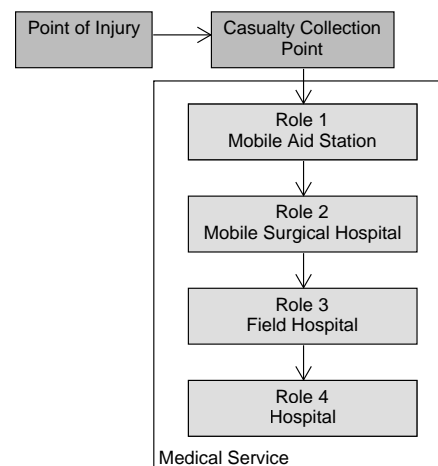 Point of Injury
Casualty Collection
Point
Role 1
Mobile Aid Station
Role 2
Mobile Surgical Hospital
Role 3
Field Hospital
Role 4
Hospital
Medical Service